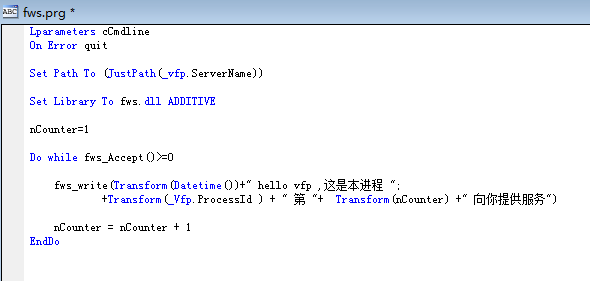 ABC fws.prg *
Lparameters cCmdline
On Error quit
Set Path To (JustPath(_vfp.ServerName))
Set Library To fws.dll ADDITIVE
nCounter=1
Do while fws_Accept()>=0
fws_write(Transform(Datetime())+" hello vfp ,这是本进程 ";
+Transform(_Vfp.ProcessId ) + " 第 "+ Transform(nCounter) +" 向你提供服务")
nCounter = nCounter + 1
EndDo